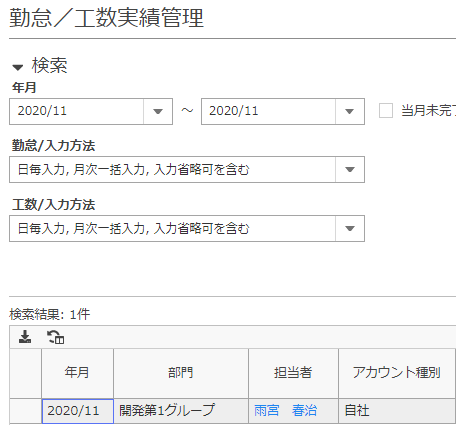 勤怠／工数実績管理
検索
年月
2020/11 ～ 2020/11 当月未完了
勤怠/入力方法
日毎入力, 月次一括入力, 入力省略可を含む
工数/入力方法
日毎入力, 月次一括入力, 入力省略可を含む
検索結果: 1件
年月 部門 担当者 アカウント種別
2020/11 開発第1グループ 雨宮　春治 自社